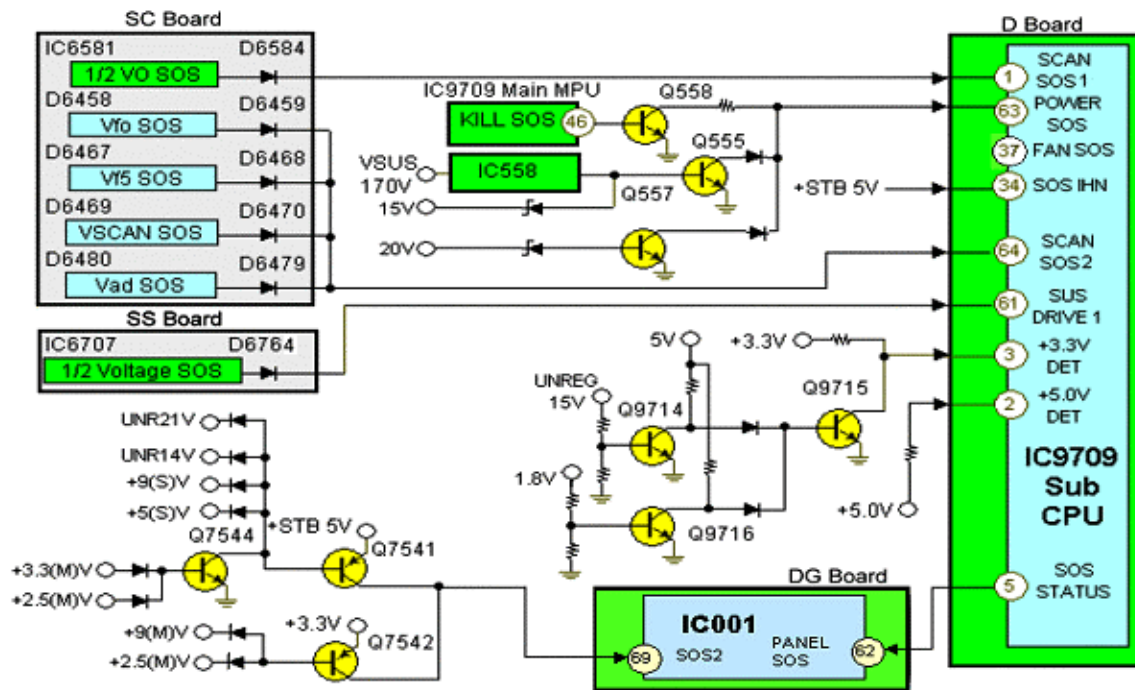 SC Board
D Board
IC6581 D6584
1/2 VO SOS
D6458 D6459
Vfo SOS
D6467 D6468
Vf5 SOS
D6469 D6470
VSCAN SOS
D6480 D6479
Vad SOS
SS Board
IC6707 D6764
1/2 Voltage SOS
IC9709 Main MPU
KILL SOS 46
Q558
Q555
VSUS
170V
IC558
Q557
15V
20V
+STB 5V
1 SCAN
SOS 1
63 POWER
SOS
37 FAN SOS
34 SOS IHN
64 SCAN
SOS2
61 SUS
DRIVE 1
3 +3.3V
DET
2 +5.0V
DET
IC9709
Sub
CPU
5 SOS
STATUS
5V
+3.3V
UNREG
15V
Q9714
Q9715
1.8V
Q9716
+5.0V
UNR21V
UNR14V
+9(S)V
+5(S)V
Q7544
+STB 5V
Q7541
+3.3(M)V
+2.5(M)V
+9(M)V
+2.5(M)V
+3.3V
Q7542
DG Board
IC001
69 SOS2
PANEL
SOS
62